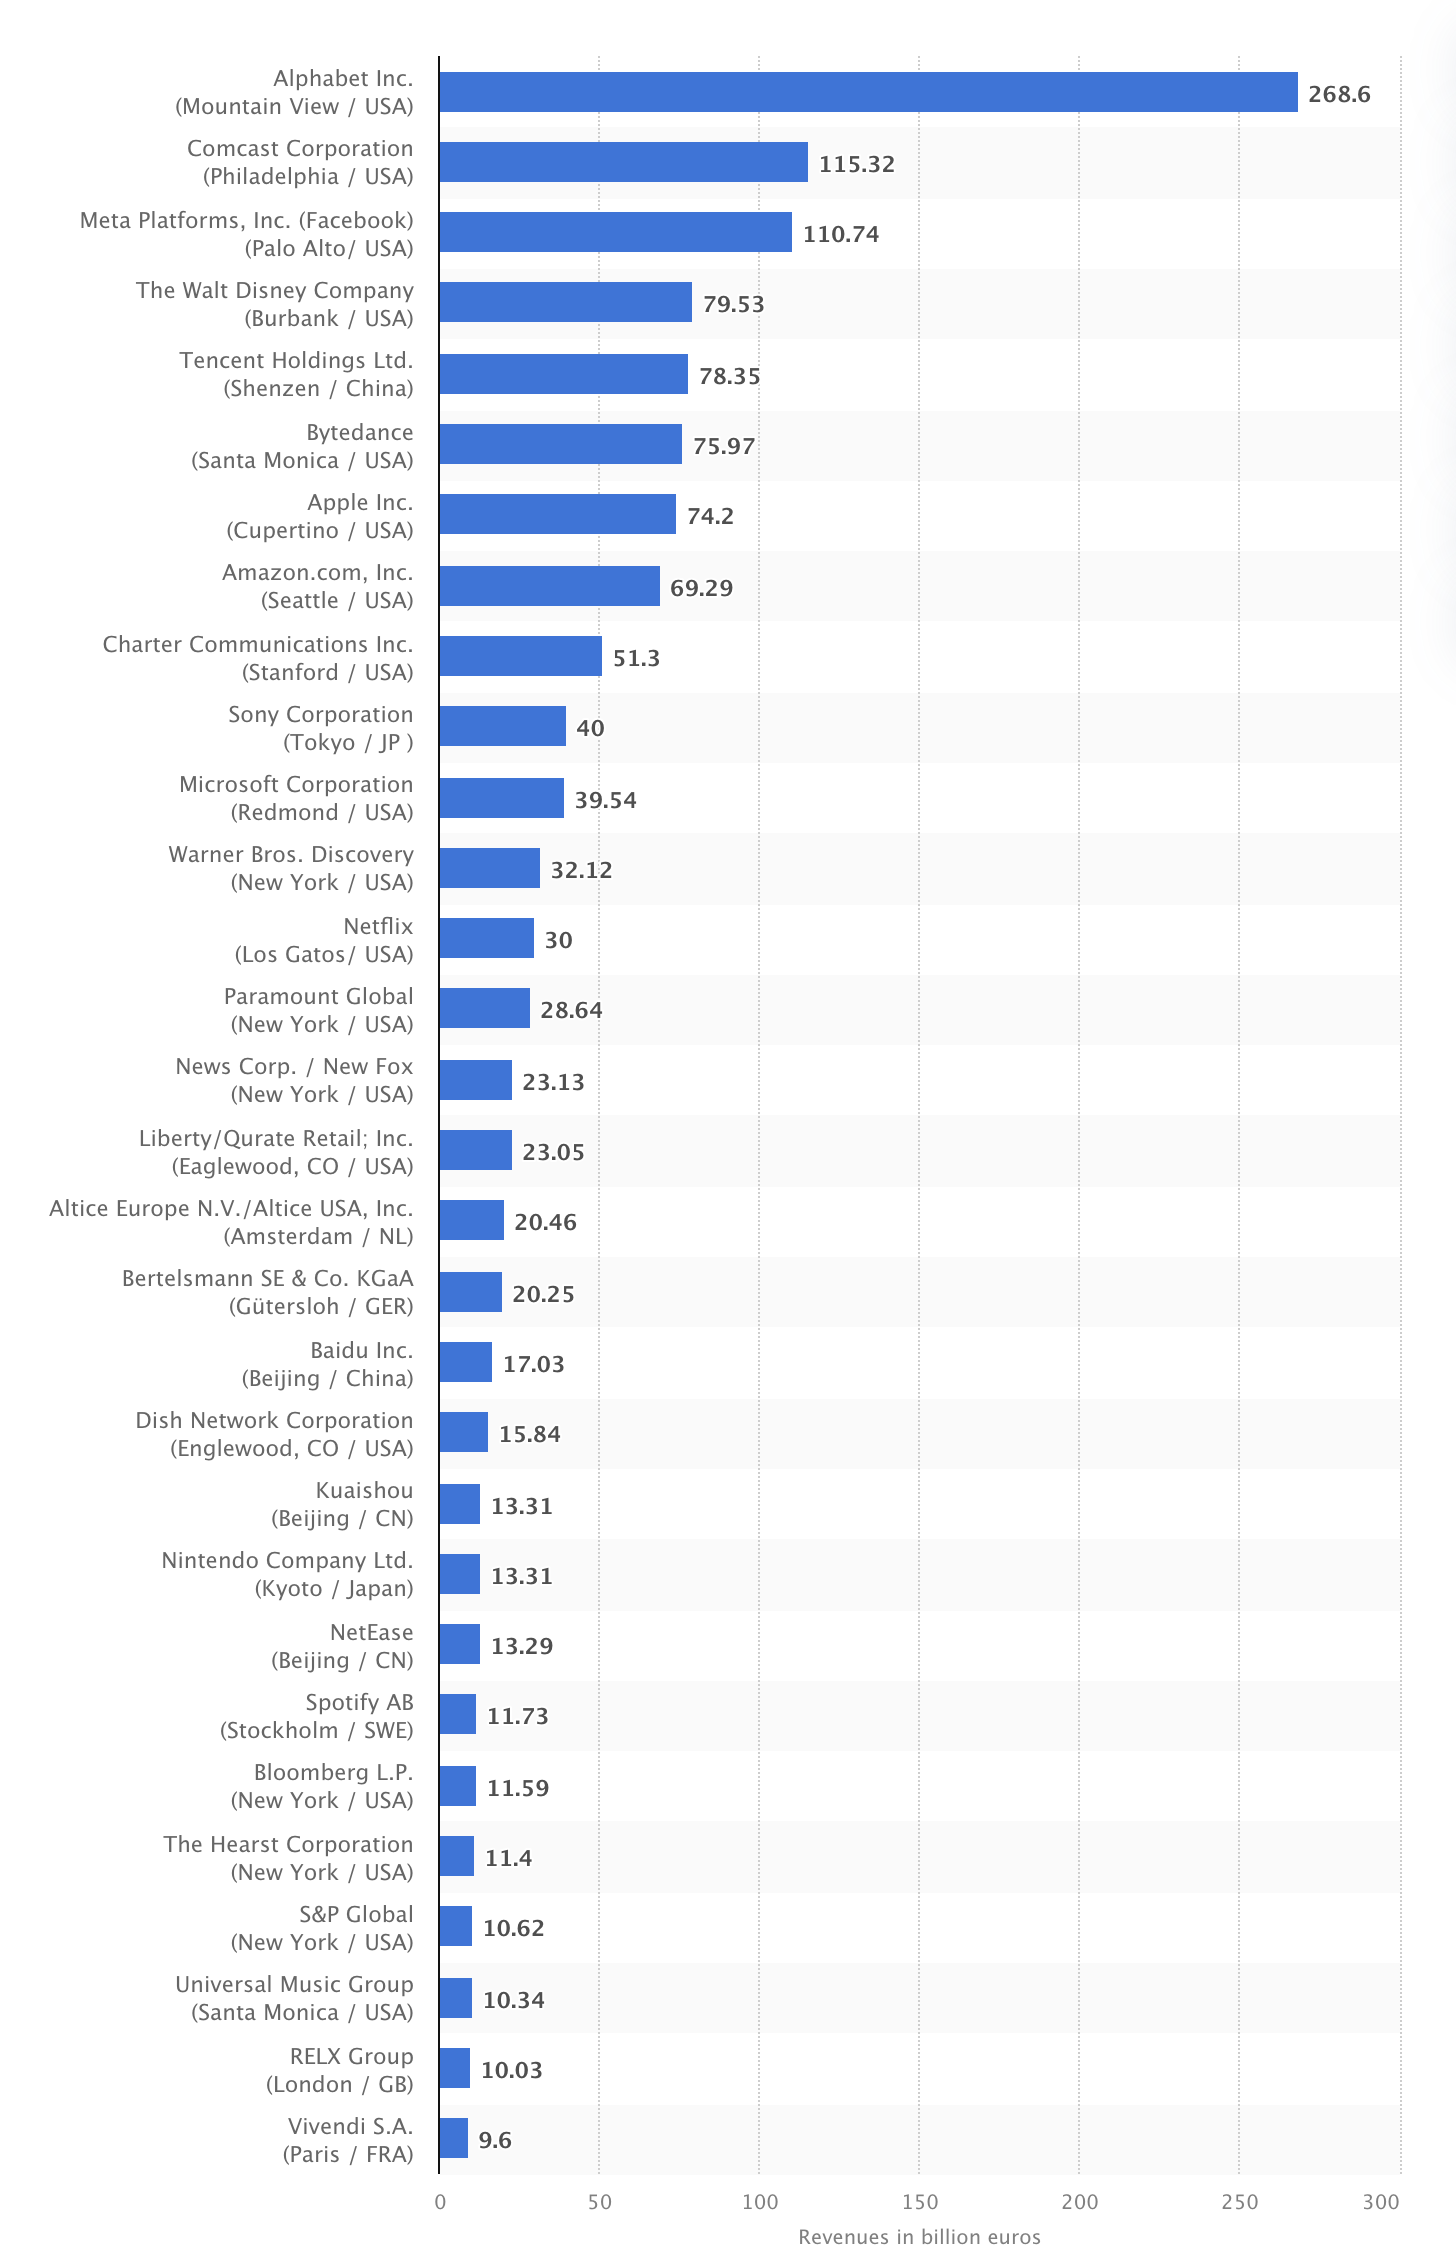 Alphabet Inc.
(Mountain View / USA)
268.6
Comcast Corporation
(Philadelphia / USA)
115.32
Meta Platforms, Inc. (Facebook)
(Palo Alto/ USA)
110.74
The Walt Disney Company
(Burbank / USA)
79.53
Tencent Holdings Ltd.
(Shenzen / China)
78.35
Bytedance
(Santa Monica / USA)
75.97
Apple Inc.
(Cupertino / USA)
74.2
Amazon.com, Inc.
(Seattle / USA)
69.29
Charter Communications Inc.
(Stanford / USA)
51.3
Sony Corporation
(Tokyo / JP )
40
Microsoft Corporation
(Redmond / USA)
39.54
Warner Bros. Discovery
(New York / USA)
32.12
Netflix
(Los Gatos/ USA)
30
Paramount Global
(New York / USA)
28.64
News Corp. / New Fox
(New York / USA)
23.13
Liberty/Qurate Retail; Inc.
(Eaglewood, CO / USA)
23.05
Altice Europe N.V./Altice USA, Inc.
(Amsterdam / NL)
20.46
Bertelsmann SE & Co. KGaA
(Gütersloh / GER)
20.25
Baidu Inc.
(Beijing / China)
17.03
Dish Network Corporation
(Englewood, CO / USA)
15.84
Kuaishou
(Beijing / CN)
13.31
Nintendo Company Ltd.
(Kyoto / Japan)
13.31
NetEase
(Beijing / CN)
13.29
Spotify AB
(Stockholm / SWE)
11.73
Bloomberg L.P.
(New York / USA)
11.59
The Hearst Corporation
(New York / USA)
11.4
S&P Global
(New York / USA)
10.62
Universal Music Group
(Santa Monica / USA)
10.34
RELX Group
(London / GB)
10.03
Vivendi S.A.
(Paris / FRA)
9.6
0 50 100 150 200 250 300
Revenues in billion euros